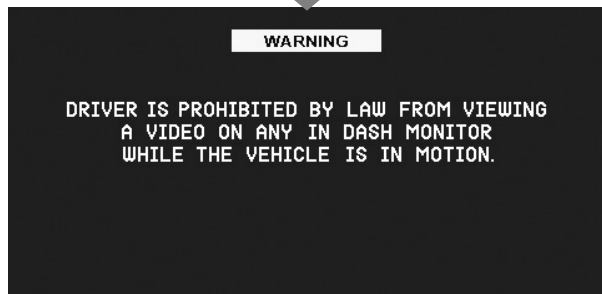 WARNING
DRIVER IS PROHIBITED BY LAW FROM VIEWING
A VIDEO ON ANY IN DASH MONITOR
WHILE THE VEHICLE IS IN MOTION.